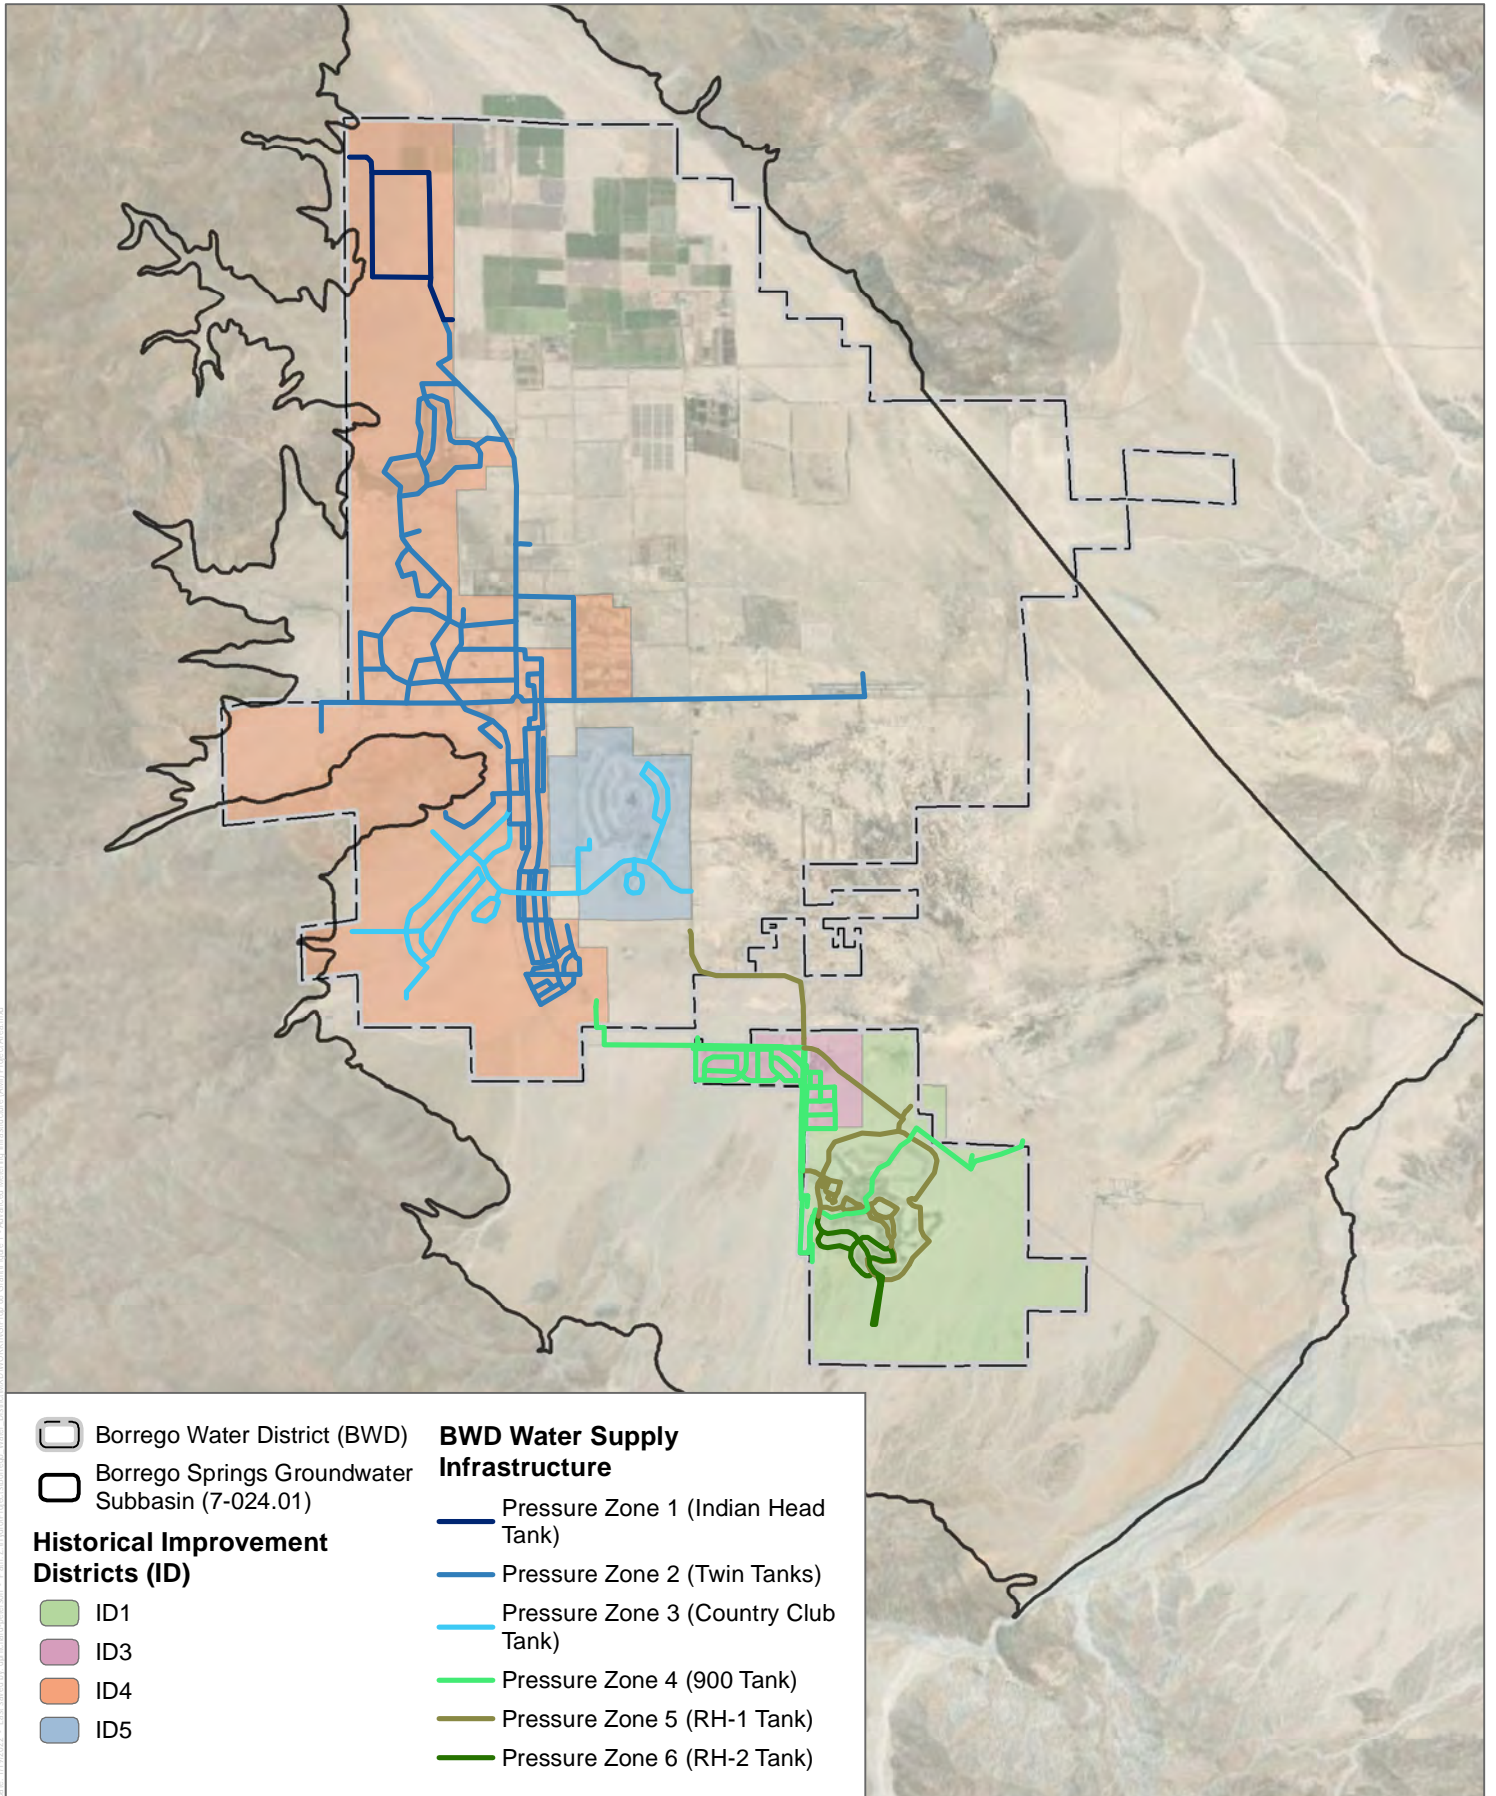 Borrego Water District (BWD)
Borrego Springs Groundwater
Subbasin (7-024.01)
Historical Improvement
Districts (ID)
ID1
ID3
ID4
ID5
BWD Water Supply
Infrastructure
Pressure Zone 1 (Indian Head
Tank)
Pressure Zone 2 (Twin Tanks)
Pressure Zone 3 (Country Club
Tank)
Pressure Zone 4 (900 Tank)
Pressure Zone 5 (RH-1 Tank)
Pressure Zone 6 (RH-2 Tank)